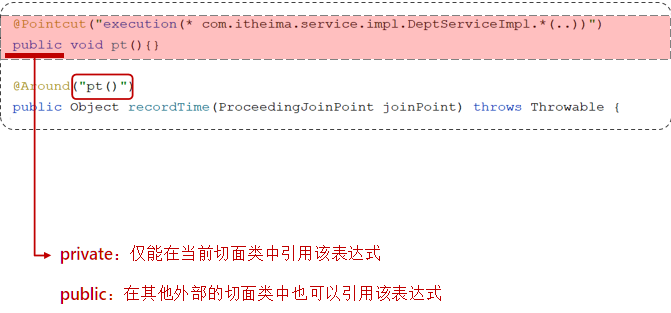 @Pointcut("execution(* com.itheima.service.impl.DeptServiceImpl.*(..))")
public void pt(){}
@Around("pt()")
public Object recordTime(ProceedingJoinPoint joinPoint) throws Throwable {
private：仅能在当前切面类中引用该表达式
public：在其他外部的切面类中也可以引用该表达式